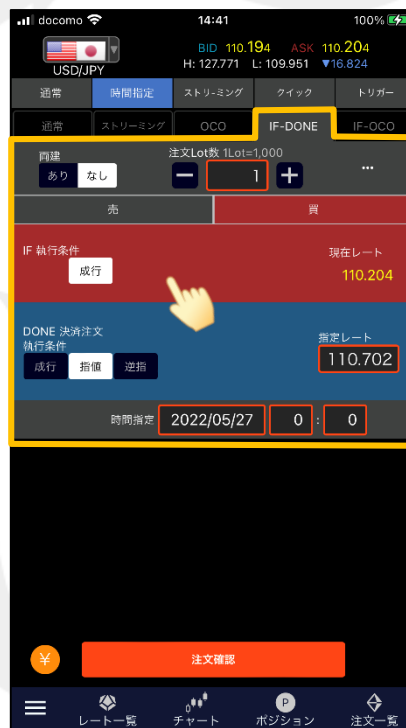 docomo 14:41 100%
USD/JPY BID 110.194 ASK 110.204
H: 127.771 L: 109.951 ▼16.824
通常 時間指定 ストリ-ミング クイック トリガー
通常 ストリーミング OCO IF-DONE IF-OCO
両建 注文Lot数 1Lot=1,000
あり なし − 1 + ...
売 買
IF 執行条件 現在レート
成行 110.204
DONE 決済注文
執行条件 指定レート
成行 指値 逆指 110.702
時間指定 2022/05/27 0 : 0
¥ 注文確認
レート一覧 チャート P ポジション 注文一覧